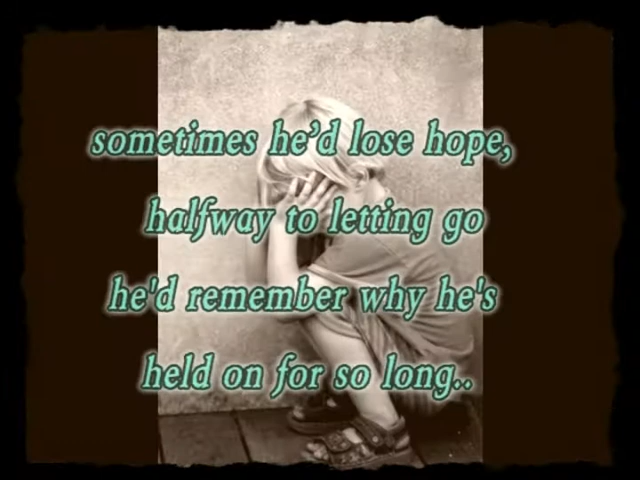 sometimes he’d lose hope,
halfway to letting go
he'd remember why he's
held on for so long..